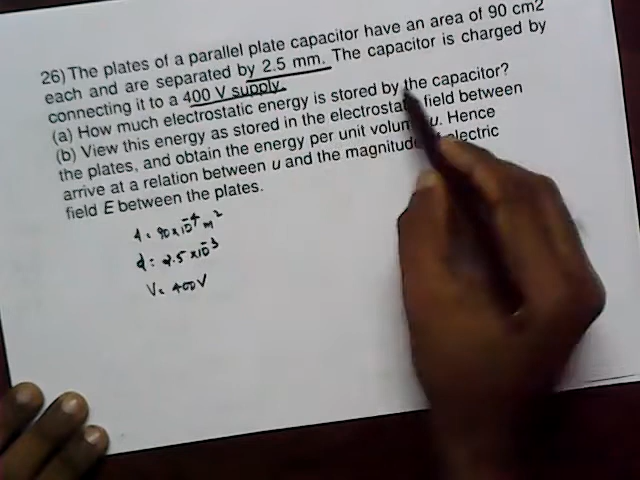 26) The plates of a parallel plate capacitor have an area of 90 cm2
each and are separated by 2.5 mm. The capacitor is charged by
connecting it to a 400 V supply.
(a) How much electrostatic energy is stored by the capacitor?
(b) View this energy as stored in the electrostatic field between
the plates, and obtain the energy per unit volume u. Hence
arrive at a relation between u and the magnitude electric
field E between the plates.
A = 90×10⁻⁴ m²
d = 2.5×10⁻³
V = 400V